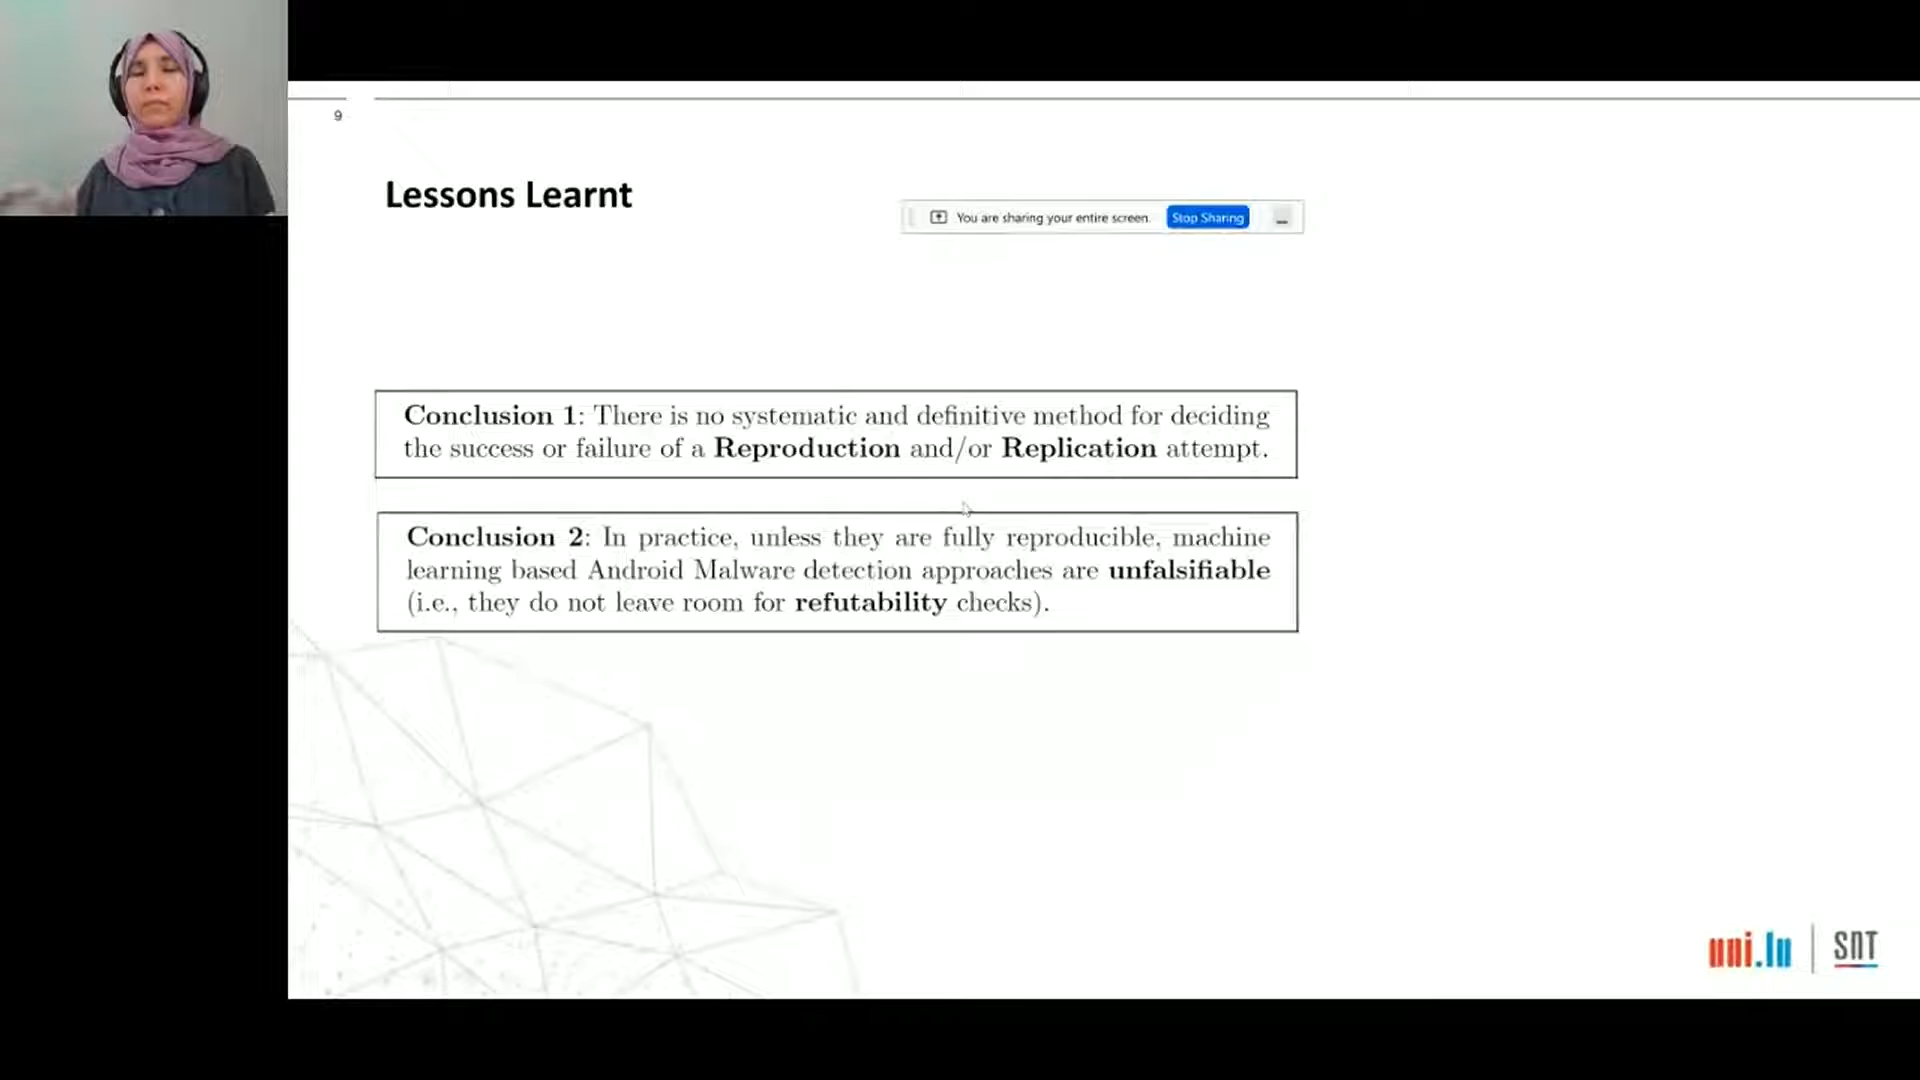 9
Lessons Learnt
You are sharing your entire screen.
Stop Sharing
Conclusion 1: There is no systematic and definitive method for deciding
the success or failure of a Reproduction and/or Replication attempt.
Conclusion 2: In practice, unless they are fully reproducible, machine
learning based Android Malware detection approaches are unfalsifiable
(i.e., they do not leave room for refutability checks).
uni.lu
SNT